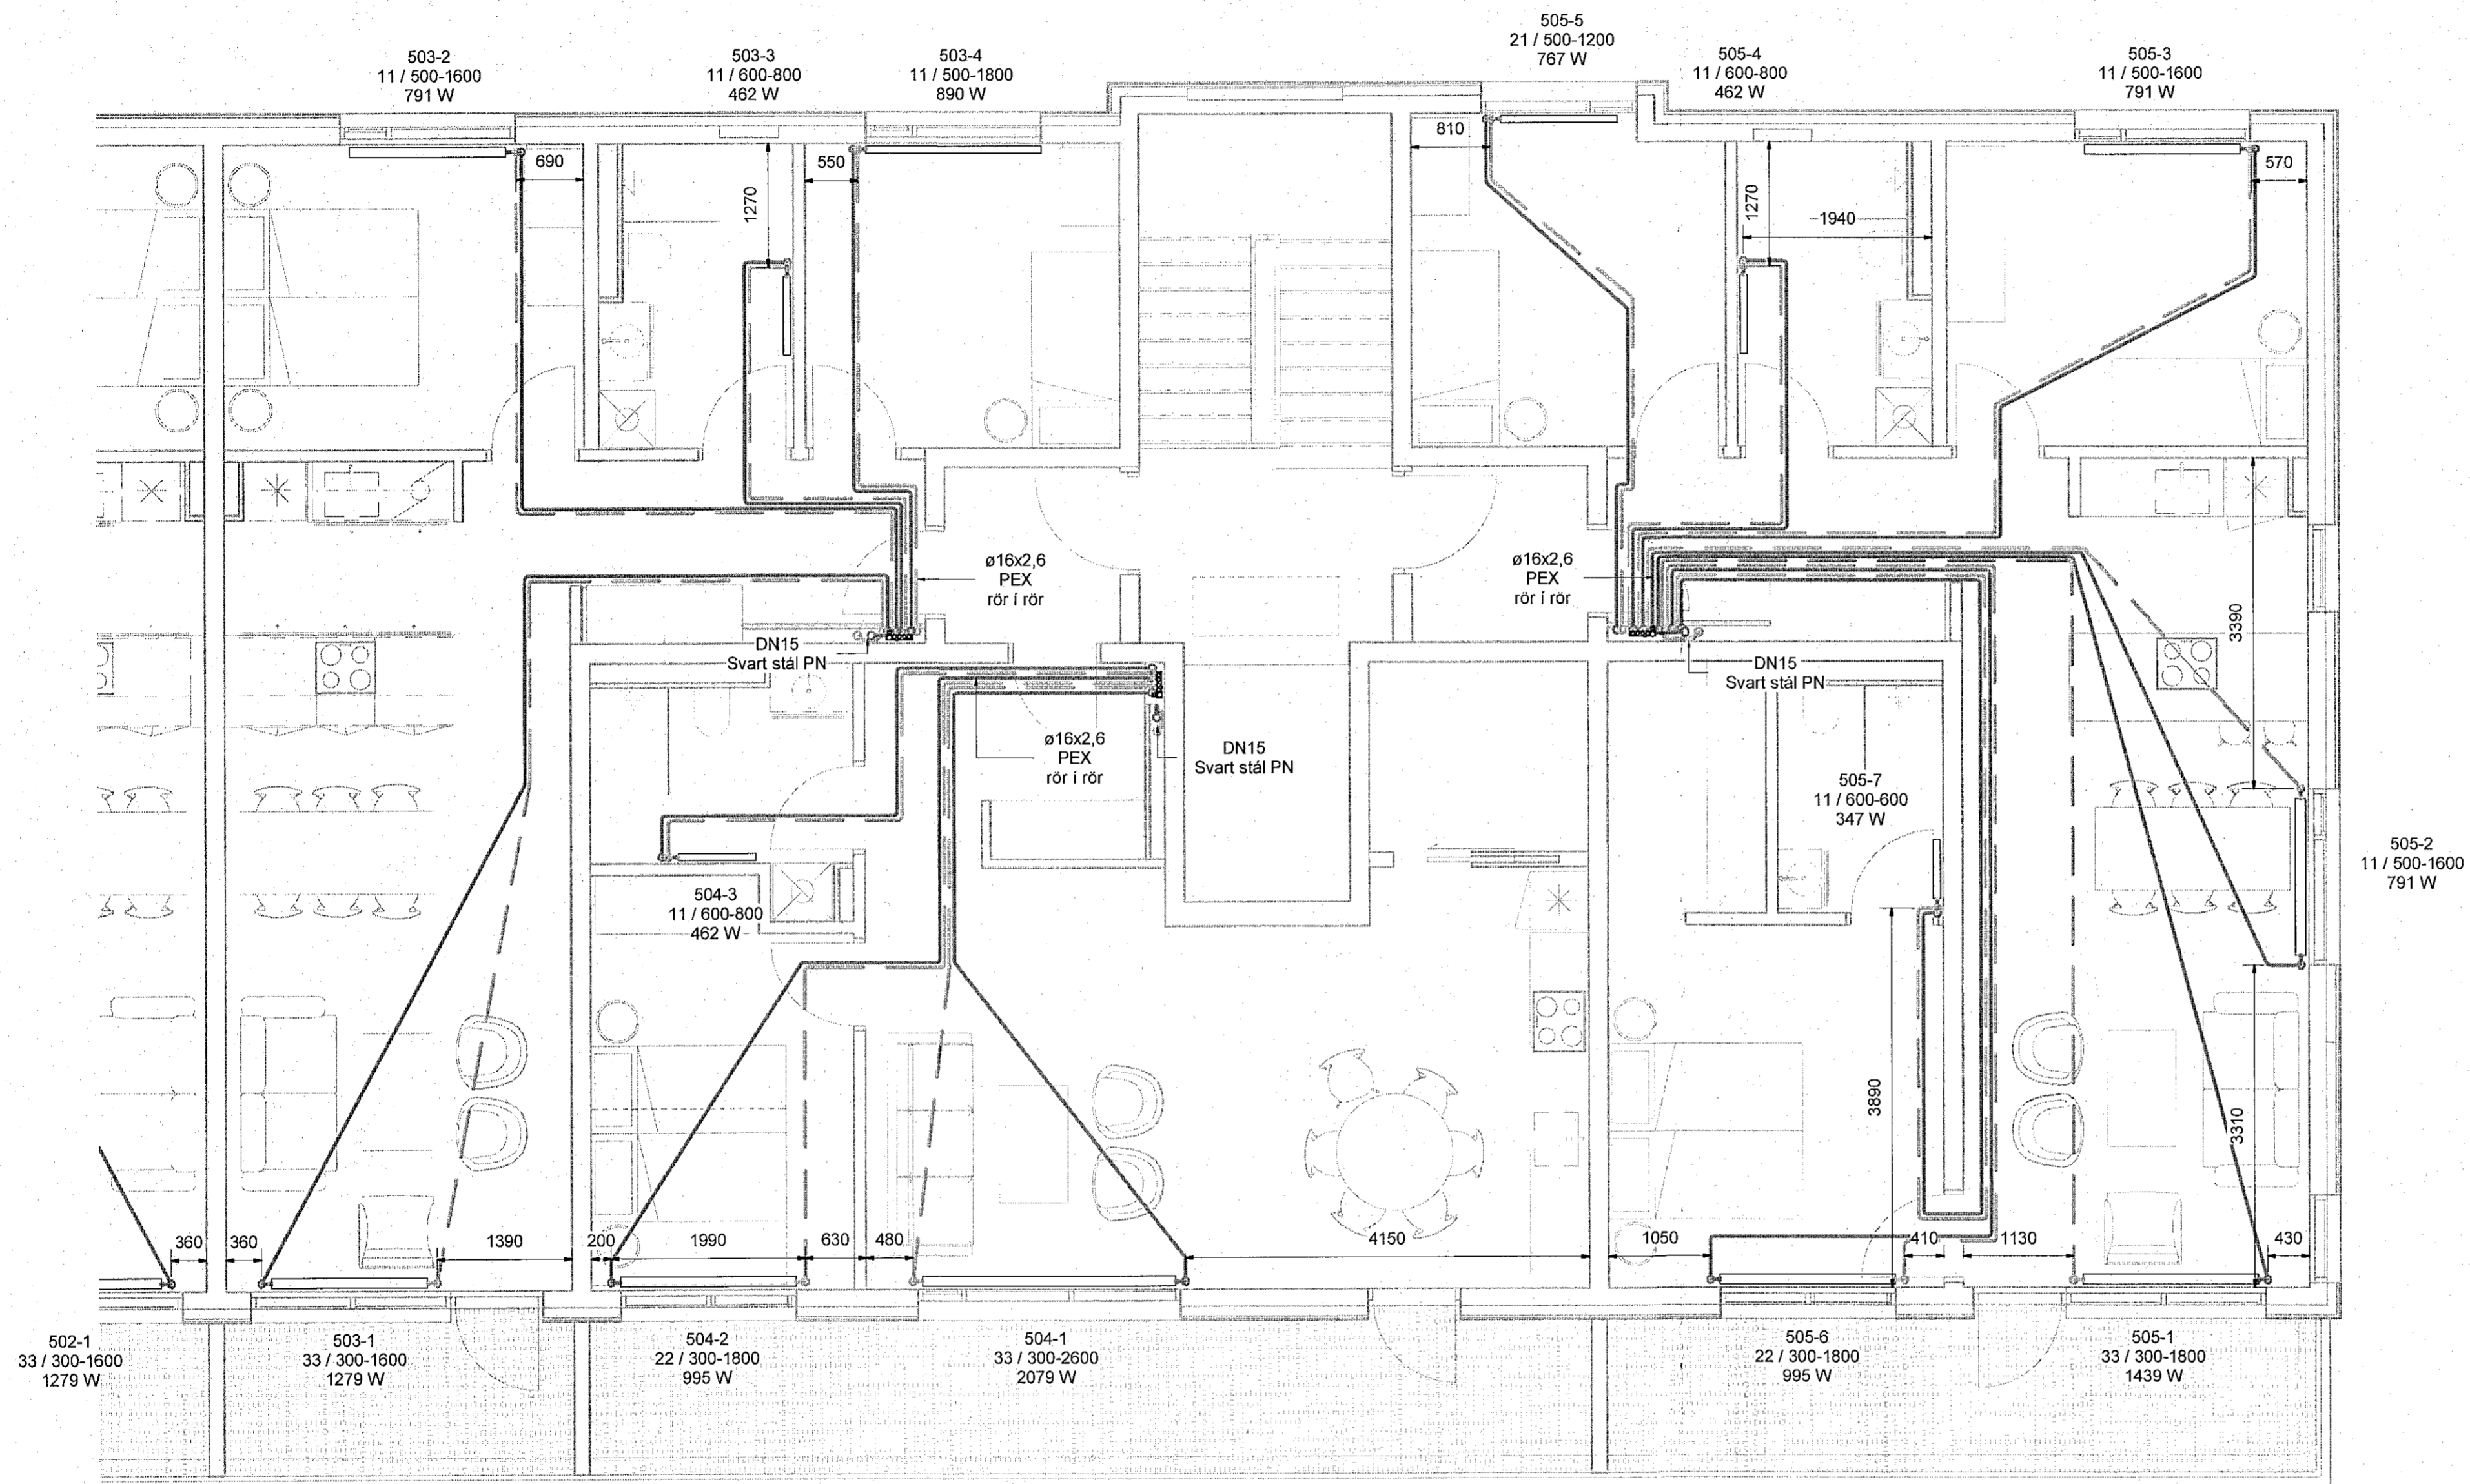 505-5
21 / 500-1200
767 W
503-2
11 / 500-1600
791 W
503-3
11 / 600-800
462 W
503-4
11 / 500-1800
890 W
505-4
11 / 600-800
462 W
505-3
11 / 500-1600
791 W
690
550
810
570
1270
1270
1940
ø16x2,6
PEX
rör í rör
ø16x2,6
PEX
rör í rör
3390
DN15
Svart stál PN
DN15
Svart stál PN
ø16x2,6
PEX
rör í rör
DN15
Svart stál PN
505-7
11 / 600-600
347 W
505-2
11 / 500-1600
791 W
504-3
11 / 600-800
462 W
3890
3310
360
360
1390
200
1990
630
480
4150
1050
410
1130
430
502-1
33 / 300-1600
1279 W
503-1
33 / 300-1600
1279 W
504-2
22 / 300-1800
995 W
504-1
33 / 300-2600
2079 W
505-6
22 / 300-1800
995 W
505-1
33 / 300-1800
1439 W